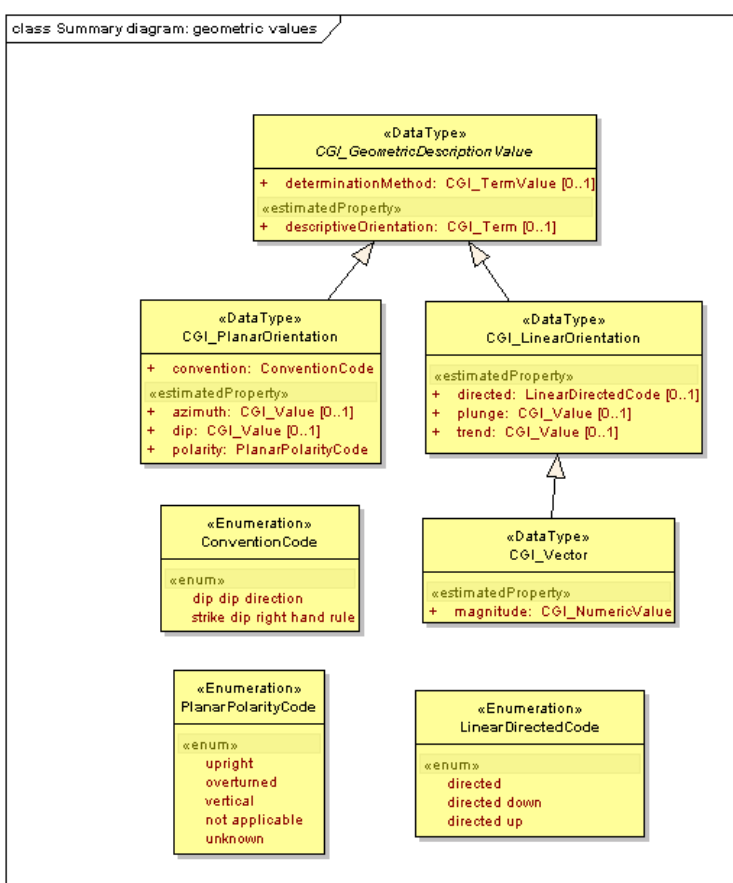 class Summary diagram: geometric values
«DataType»
CGI_GeometricDescriptionValue
+ determinationMethod: CGI_TermValue [0..1]
«estimatedProperty»
+ descriptiveOrientation: CGI_Term [0..1]
«DataType»
CGI_PlanarOrientation
+ convention: ConventionCode
«estimatedProperty»
+ azimuth: CGI_Value [0..1]
+ dip: CGI_Value [0..1]
+ polarity: PlanarPolarityCode
«DataType»
CGI_LinearOrientation
«estimatedProperty»
+ directed: LinearDirectedCode [0..1]
+ plunge: CGI_Value [0..1]
+ trend: CGI_Value [0..1]
«Enumeration»
ConventionCode
«enum»
dip dip direction
strike dip right hand rule
«DataType»
CGI_Vector
«estimatedProperty»
+ magnitude: CGI_NumericValue
«Enumeration»
PlanarPolarityCode
«enum»
upright
overturned
vertical
not applicable
unknown
«Enumeration»
LinearDirectedCode
«enum»
directed
directed down
directed up